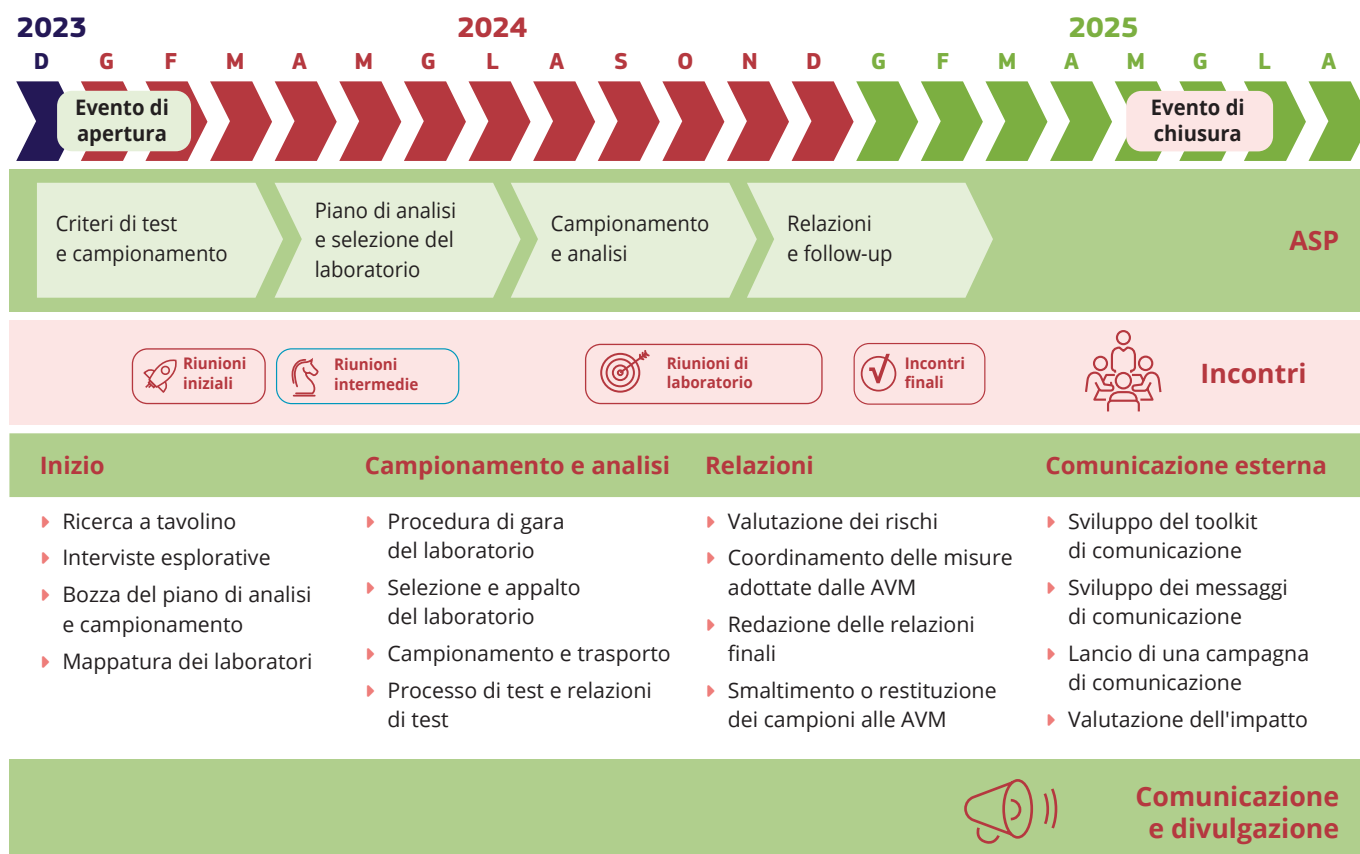 2023 2024 2025
D G F M A M G L A S O N D G F M A M G L A
Evento di
apertura
Evento di
chiusura
Criteri di test
e campionamento
Piano di analisi
e selezione del
laboratorio
Campionamento
e analisi
Relazioni
e follow-up
ASP
Riunioni
iniziali
Riunioni
intermedie
Riunioni di
laboratorio
Incontri
finali
Incontri
Inizio
Ricerca a tavolino
Interviste esplorative
Bozza del piano di analisi
e campionamento
Mappatura dei laboratori
Campionamento e analisi
Procedura di gara
del laboratorio
Selezione e appalto
del laboratorio
Campionamento e trasporto
Processo di test e relazioni
di test
Relazioni
Valutazione dei rischi
Coordinamento delle misure
adottate dalle AVM
Redazione delle relazioni
finali
Smaltimento o restituzione
dei campioni alle AVM
Comunicazione esterna
Sviluppo del toolkit
di comunicazione
Sviluppo dei messaggi
di comunicazione
Lancio di una campagna
di comunicazione
Valutazione dell'impatto
Comunicazione
e divulgazione